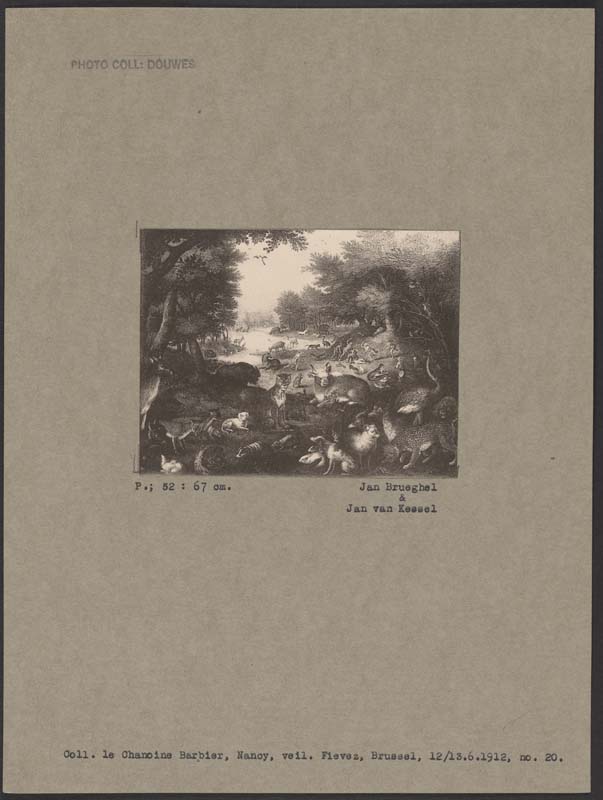 PHOTO COLL: DOUWES
P.; 52 : 67 cm.
Jan Brueghel
&
Jan van Kessel
Coll. le Chanoine Barbier, Nancy, veil. Fievez, Brussel, 12/13.6.1912, no. 20.